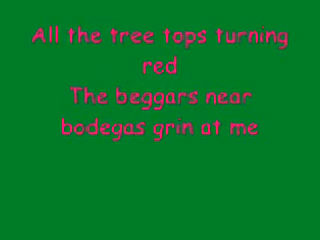 All the tree tops turning
red
The beggars near
bodegas grin at me